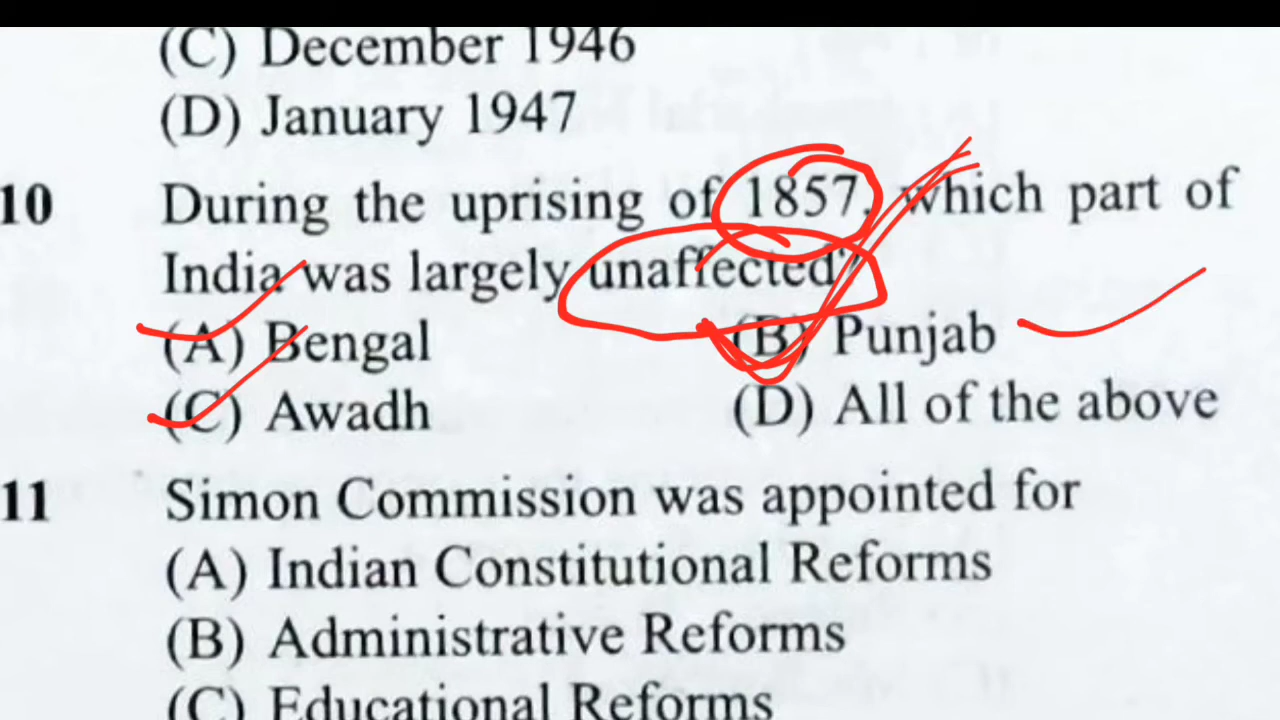 (C) December 1946
(D) January 1947
10 During the uprising of 1857, which part of
India was largely unaffected?
(A) Bengal (B) Punjab
(C) Awadh (D) All of the above
11 Simon Commission was appointed for
(A) Indian Constitutional Reforms
(B) Administrative Reforms
(C) Educational Reforms